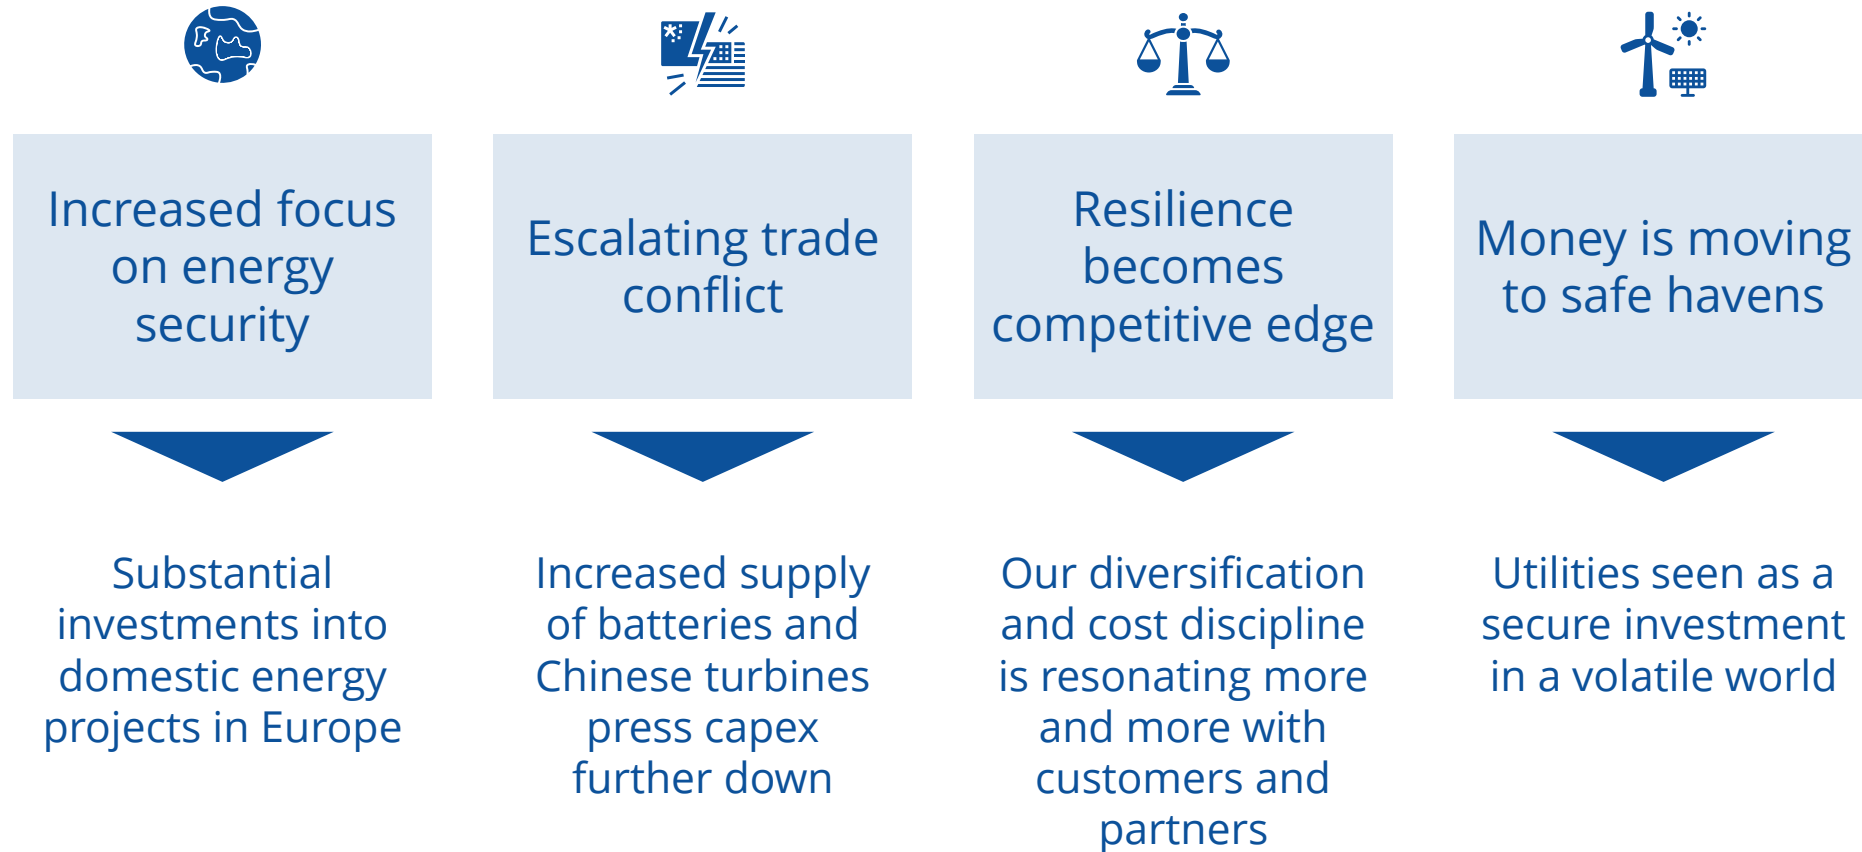 Increased focus
on energy
security
Escalating trade
conflict
Resilience
becomes
competitive edge
Money is moving
to safe havens
Substantial
investments into
domestic energy
projects in Europe
Increased supply
of batteries and
Chinese turbines
press capex
further down
Our diversification
and cost discipline
is resonating more
and more with
customers and
partners
Utilities seen as a
secure investment
in a volatile world